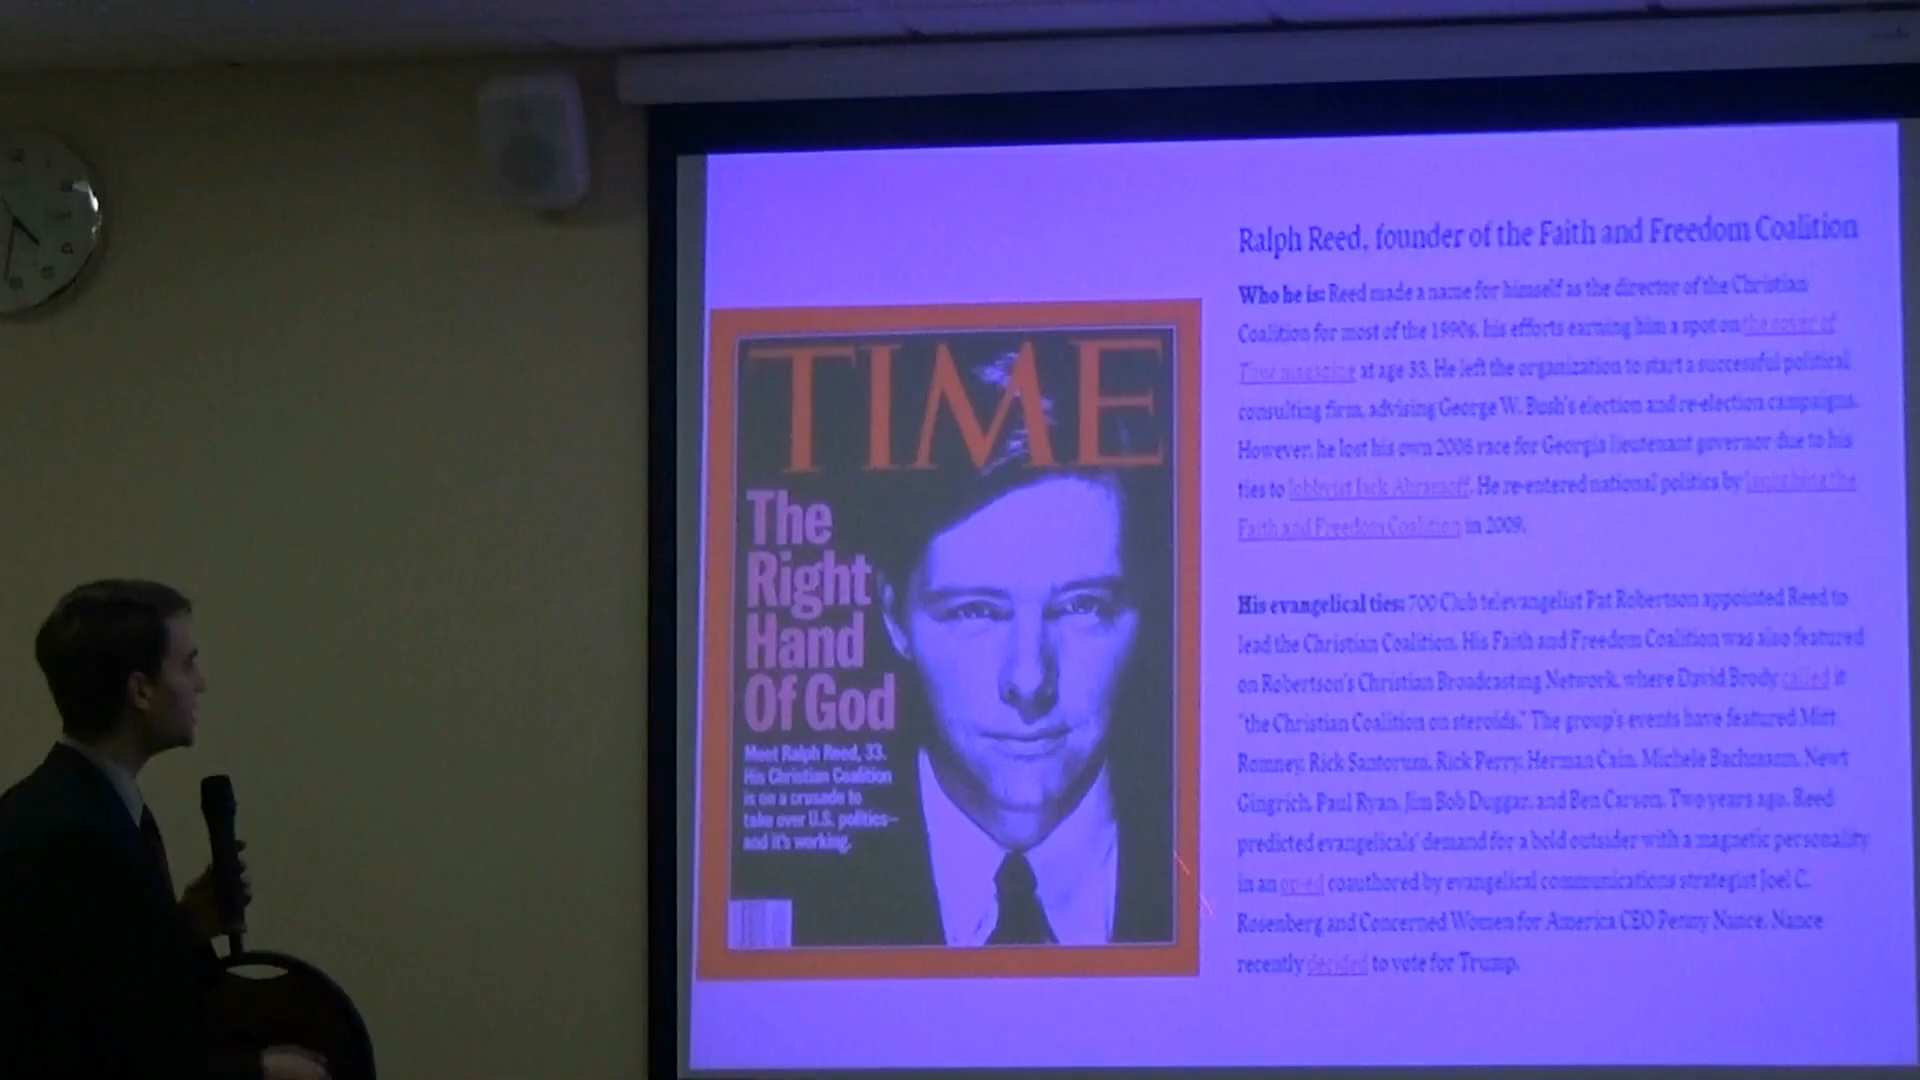 TIME
The
Right
Hand
Of God
Meet Ralph Reed, 33.
His Christian Coalition
is on a crusade to
take over U.S. politics—
and it's working.
Ralph Reed, founder of the Faith and Freedom Coalition
Who he is: Reed made a name for himself as the director of the Christian
Coalition for most of the 1990s, his efforts earning him a spot on the cover of
Time magazine at age 33. He left the organization to start a successful political
consulting firm, advising George W. Bush's election and re-election campaigns.
However, he lost his own 2006 race for Georgia lieutenant governor due to his
ties to lobbyist Jack Abramoff. He re-entered national politics by launching the
Faith and Freedom Coalition in 2009.
His evangelical ties: 700 Club televangelist Pat Robertson appointed Reed to
lead the Christian Coalition. His Faith and Freedom Coalition was also featured
on Robertson's Christian Broadcasting Network, where David Brody called it
"the Christian Coalition on steroids." The group's events have featured Mitt
Romney, Rick Santorum, Rick Perry, Herman Cain, Michele Bachmann, Newt
Gingrich, Paul Ryan, Jim Bob Duggar, and Ben Carson. Two years ago, Reed
predicted evangelicals' demand for a bold outsider with a magnetic personality
in an op-ed coauthored by evangelical communications strategist Joel C.
Rosenberg and Concerned Women for America CEO Penny Nance. Nance
recently decided to vote for Trump.